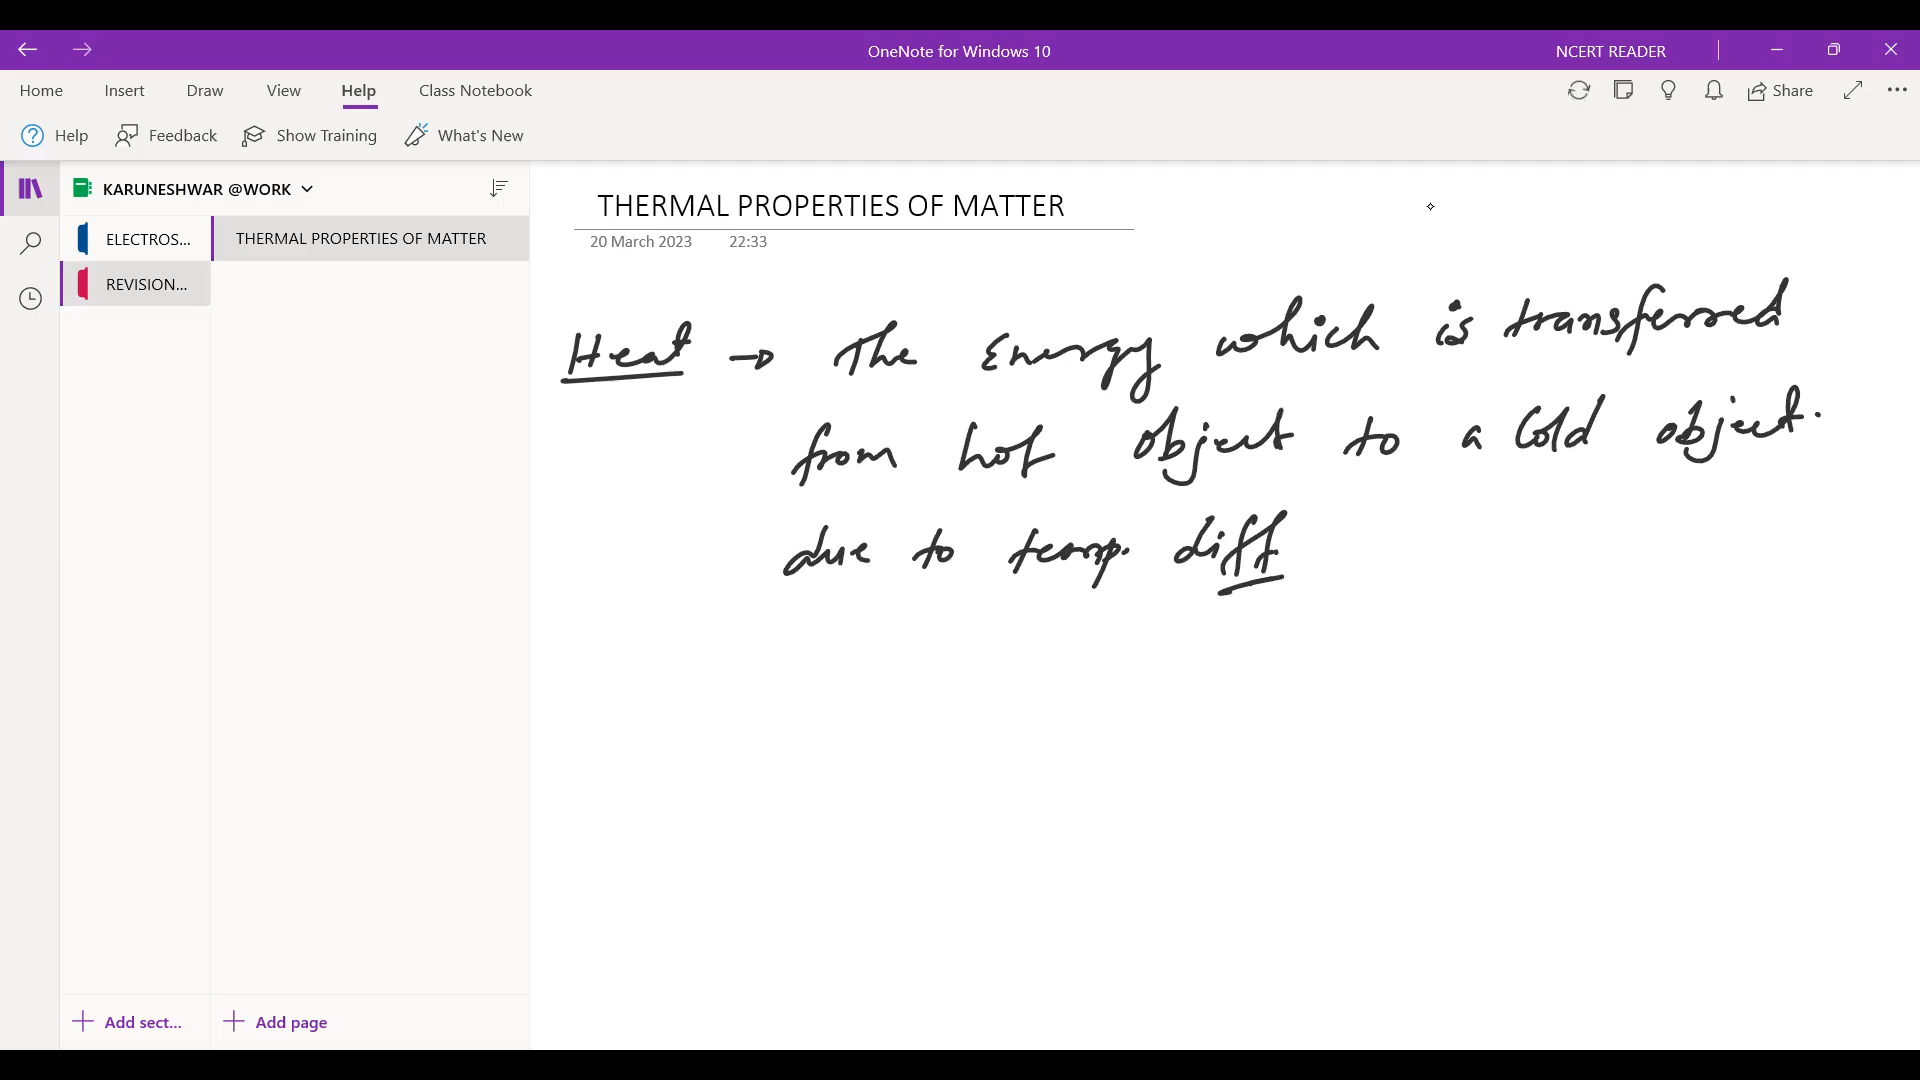 OneNote for Windows 10
NCERT READER
Home Insert Draw View Help Class Notebook
Share
Help Feedback Show Training What's New
KARUNESHWAR @WORK
ELECTROS...
REVISION...
THERMAL PROPERTIES OF MATTER
THERMAL PROPERTIES OF MATTER
20 March 2023 22:33
Heat → The Energy which is transferred
from hot object to a Cold object.
due to temp. diff
Add sect...
Add page